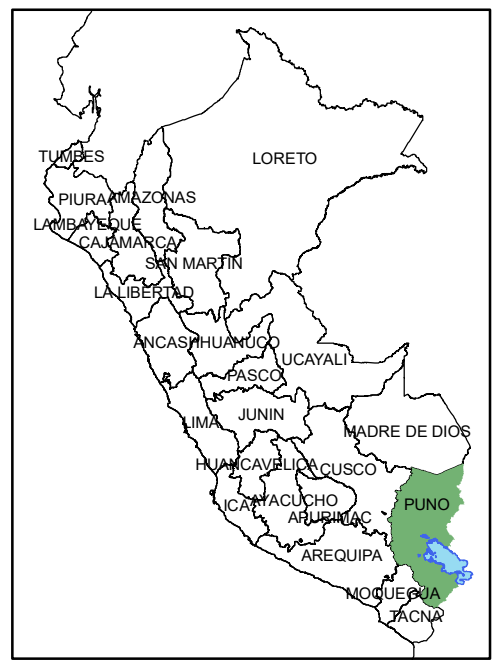 TUMBES
LORETO
PIURA
AMAZONAS
LAMBAYEQUE
CAJAMARCA
SAN MARTIN
LA LIBERTAD
ANCASH
HUANUCO
UCAYALI
PASCO
JUNIN
LIMA
MADRE DE DIOS
HUANCAVELICA
CUSCO
ICA
AYACUCHO
PUNO
APURIMAC
AREQUIPA
MOQUEGUA
TACNA